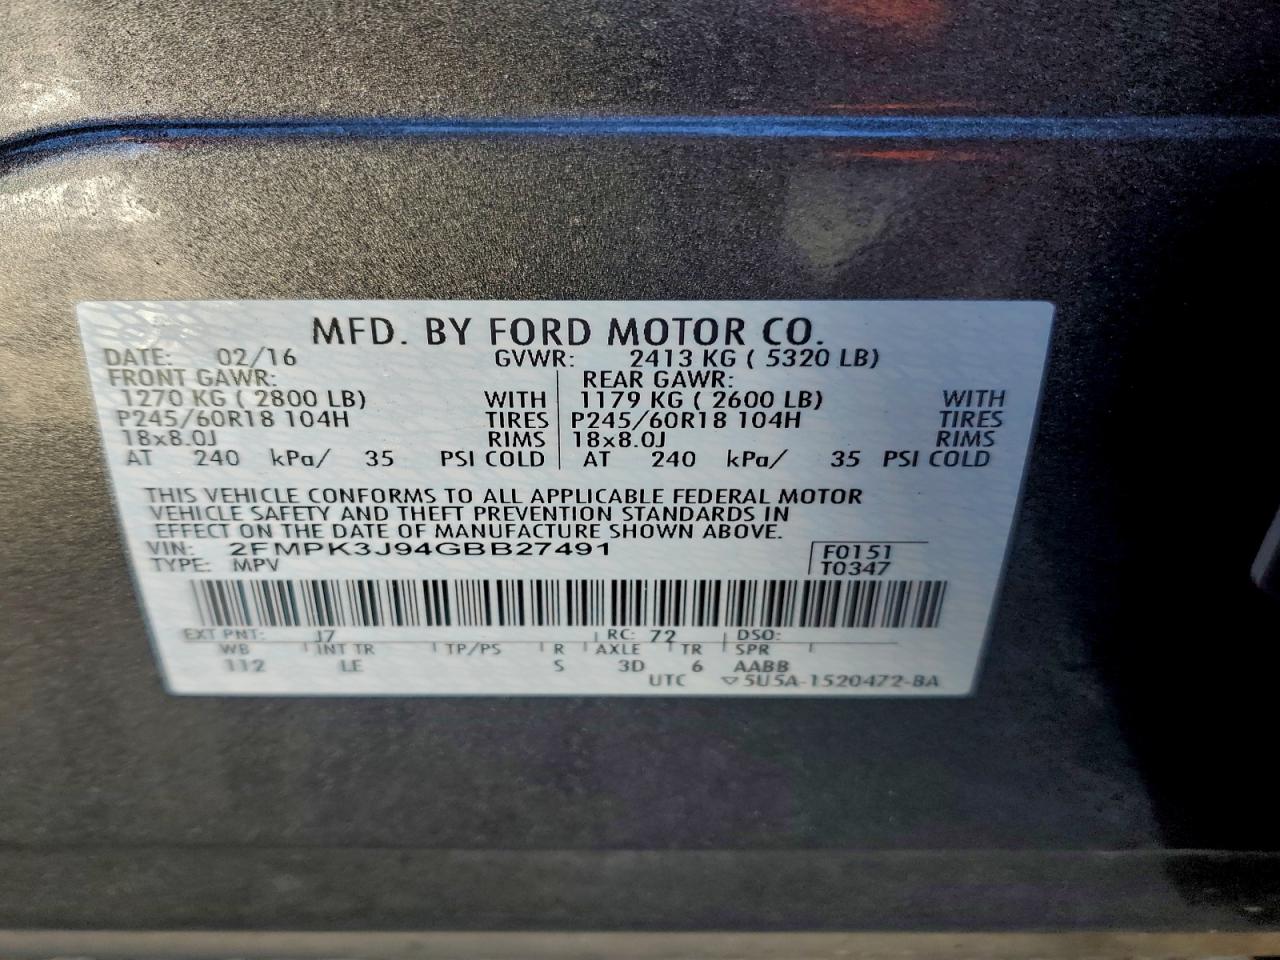 MFD. BY FORD MOTOR CO.
DATE: 02/16 GVWR: 2413 KG ( 5320 LB)
FRONT GAWR: REAR GAWR:
1270 KG ( 2800 LB) WITH 1179 KG ( 2600 LB) WITH
P245/60R18 104H TIRES P245/60R18 104H TIRES
18x8.0J RIMS 18x8.0J RIMS
AT 240 kPa/ 35 PSI COLD AT 240 kPa/ 35 PSI COLD
THIS VEHICLE CONFORMS TO ALL APPLICABLE FEDERAL MOTOR
VEHICLE SAFETY AND THEFT PREVENTION STANDARDS IN
EFFECT ON THE DATE OF MANUFACTURE SHOWN ABOVE.
VIN: 2FMPK3J94GBB27491 F0151
TYPE: MPV T0347
EXT PNT: J7 RC: 72 DSO:
WB INT TR TP/PS R AXLE TR SPR
112 LE S 3D 6 AABB
UTC ▽5U5A-1520472-BA